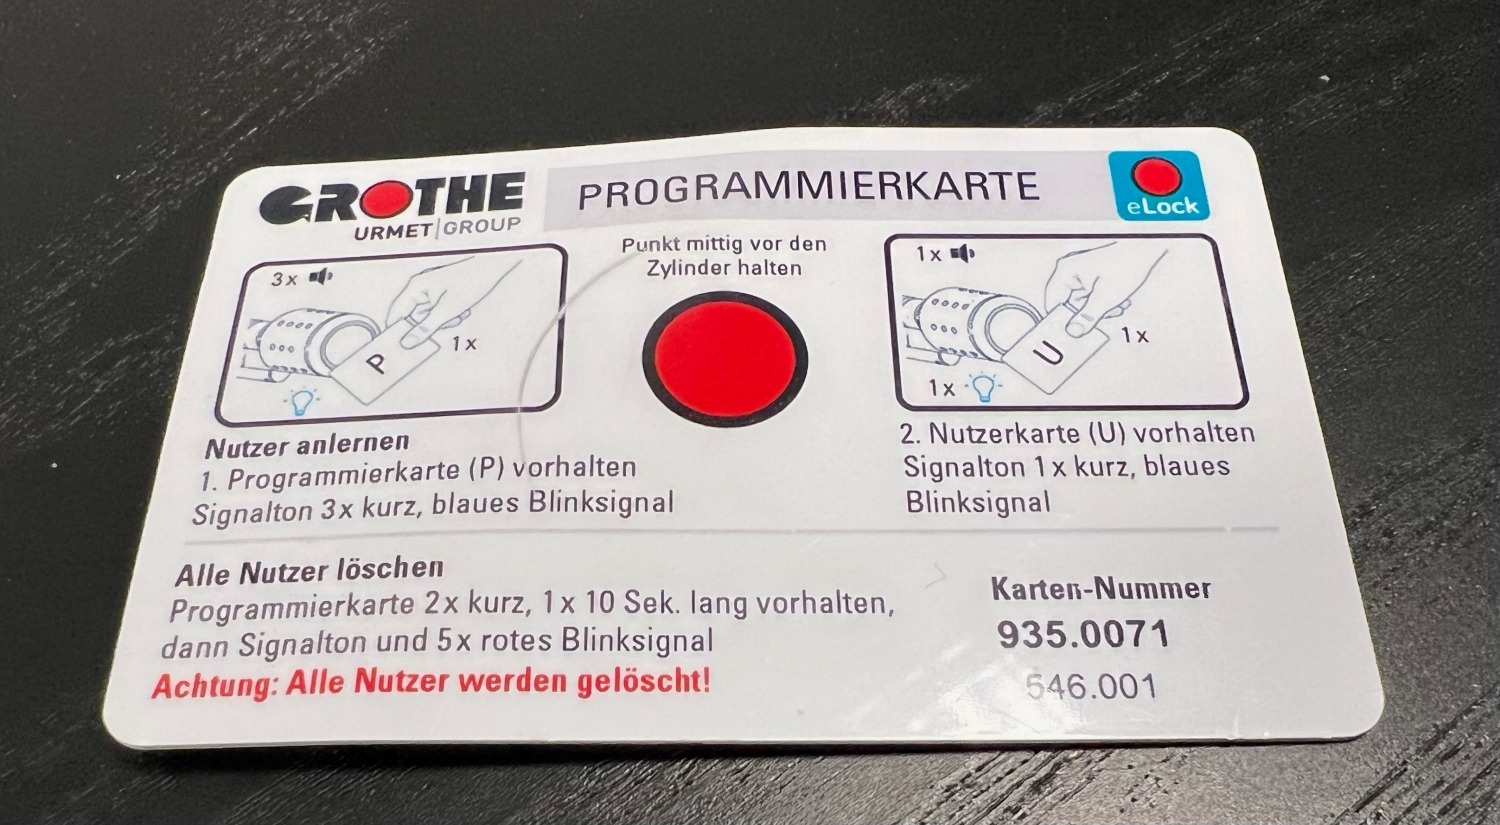 GROTHE
URMET|GROUP
PROGRAMMIERKARTE
eLock
3x
1x
P
Punkt mittig vor den
Zylinder halten
1x
1x
U
1x
Nutzer anlernen
1. Programmierkarte (P) vorhalten
Signalton 3x kurz, blaues Blinksignal
2. Nutzerkarte (U) vorhalten
Signalton 1x kurz, blaues
Blinksignal
Alle Nutzer löschen
Programmierkarte 2x kurz, 1x 10 Sek. lang vorhalten,
dann Signalton und 5x rotes Blinksignal
Achtung: Alle Nutzer werden gelöscht!
Karten-Nummer
935.0071
546.001